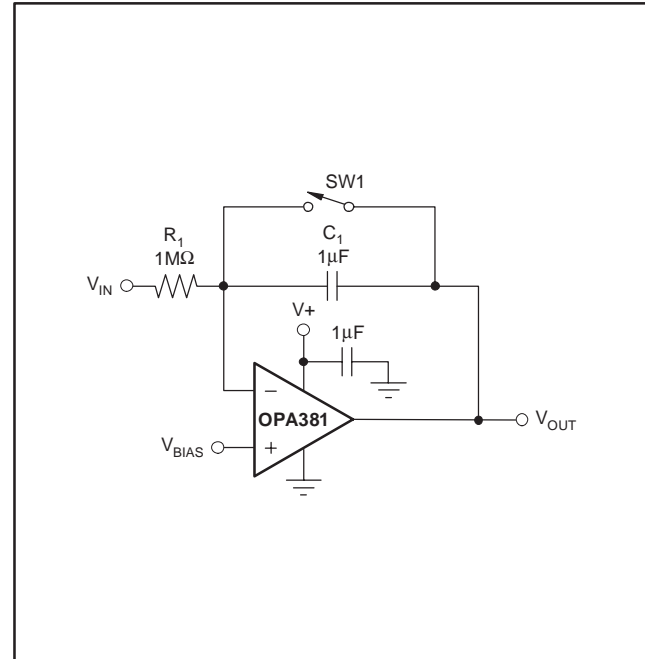 SW1
R1
1MΩ
C1
1µF
VIN
V+
1µF
−
OPA381
+
VBIAS
VOUT